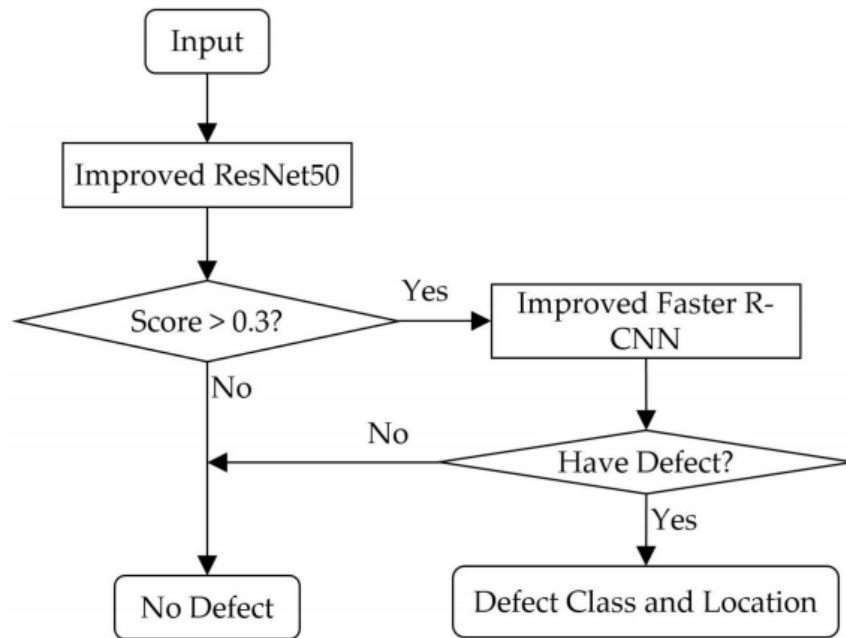 Input
Improved ResNet50
Score > 0.3?
Yes
Improved Faster R-
CNN
No
No
Have Defect?
Yes
No Defect
Defect Class and Location